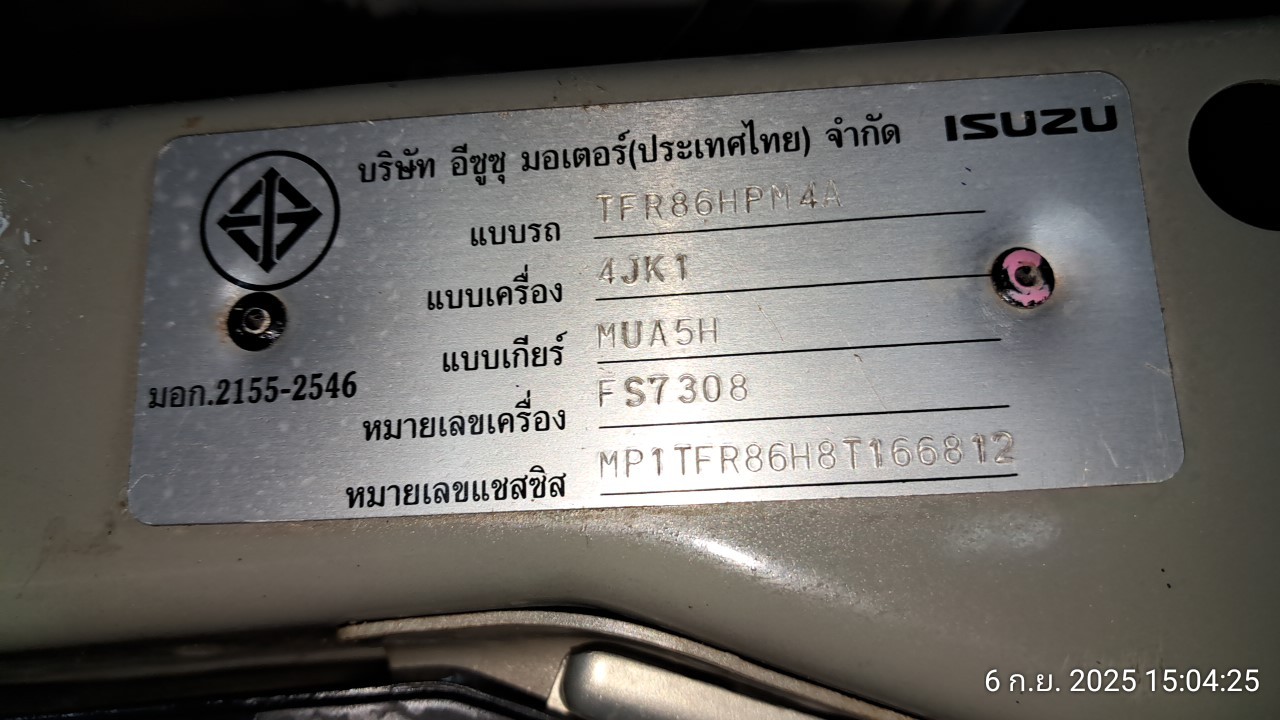 บริษัท อีซูซุ มอเตอร์(ประเทศไทย) จำกัด ISUZU
แบบรถ TFR86HPM4A
แบบเครื่อง 4JK1
แบบเกียร์ MUA5H
มอก.2155-2546
หมายเลขเครื่อง FS7308
หมายเลขแชสซิส MP1TFR86H8T166812
6 ก.ย. 2025 15:04:25